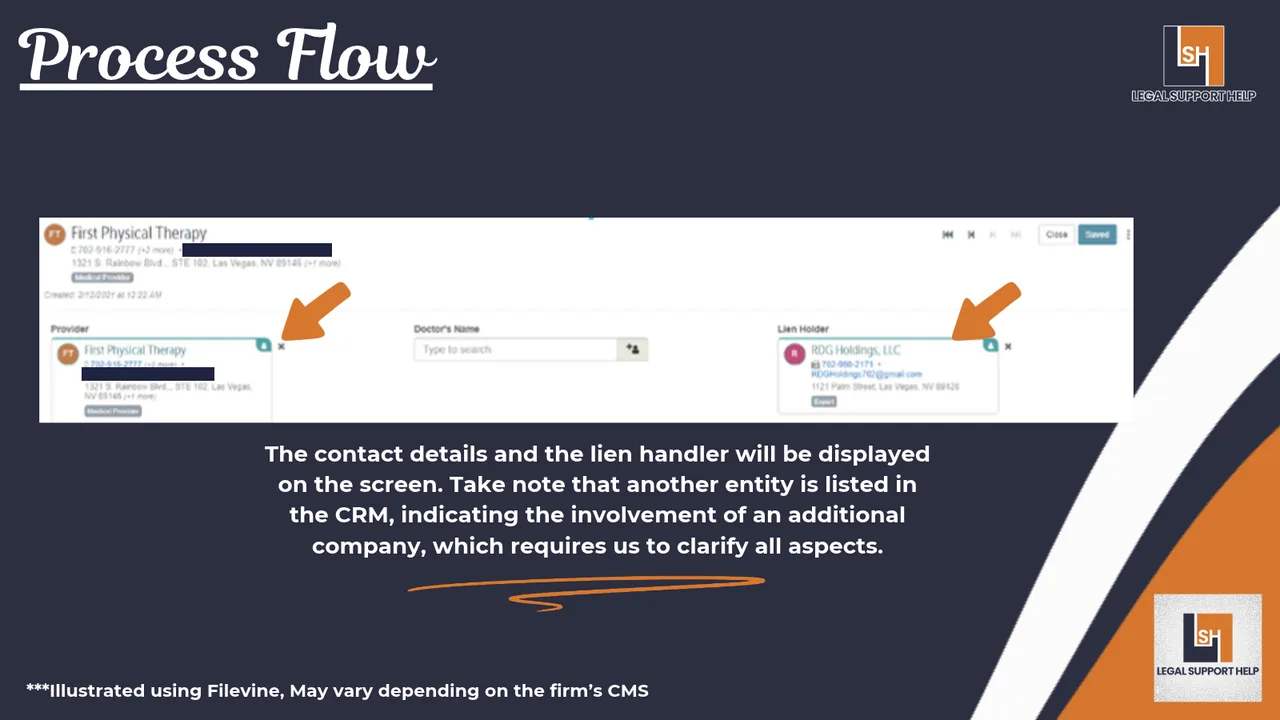 Process Flow
SH
LEGAL SUPPORT HELP
FT
First Physical Therapy
702-916-2777 (+2 more) •
1321 S. Rainbow Blvd., STE 102, Las Vegas, NV 89146 (+1 more)
Medical Provider
Created: 2/12/2021 at 12:22 AM
Close
Saved
Provider
FT
First Physical Therapy
702-916-2777 (+2 more) •
1321 S. Rainbow Blvd., STE 102, Las Vegas,
NV 89146 (+1 more)
Medical Provider
Doctor's Name
Type to search
Lien Holder
R
RDG Holdings, LLC
RDGHoldings702@gmail.com
1121 Palm Street, Las Vegas, NV
Expert
The contact details and the lien handler will be displayed
on the screen. Take note that another entity is listed in
the CRM, indicating the involvement of an additional
company, which requires us to clarify all aspects.
SH
LEGAL SUPPORT HELP
***Illustrated using Filevine, May vary depending on the firm's CMS